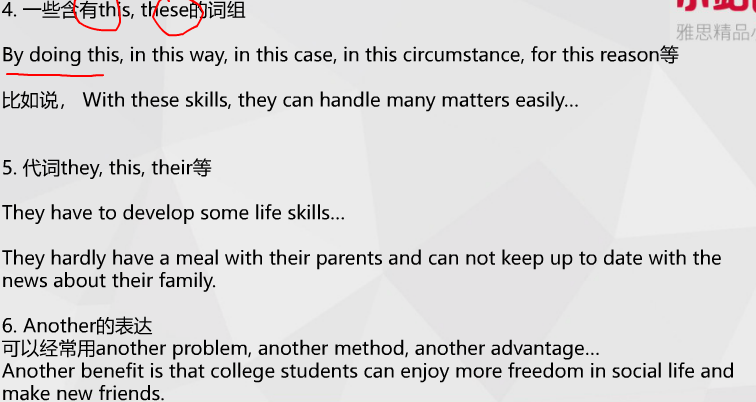 4. 一些含有this, these的词组
By doing this, in this way, in this case, in this circumstance, for this reason等
比如说， With these skills, they can handle many matters easily...
5. 代词they, this, their等
They have to develop some life skills...
They hardly have a meal with their parents and can not keep up to date with the
news about their family.
6. Another的表达
可以经常用another problem, another method, another advantage...
Another benefit is that college students can enjoy more freedom in social life and
make new friends.
雅思精品